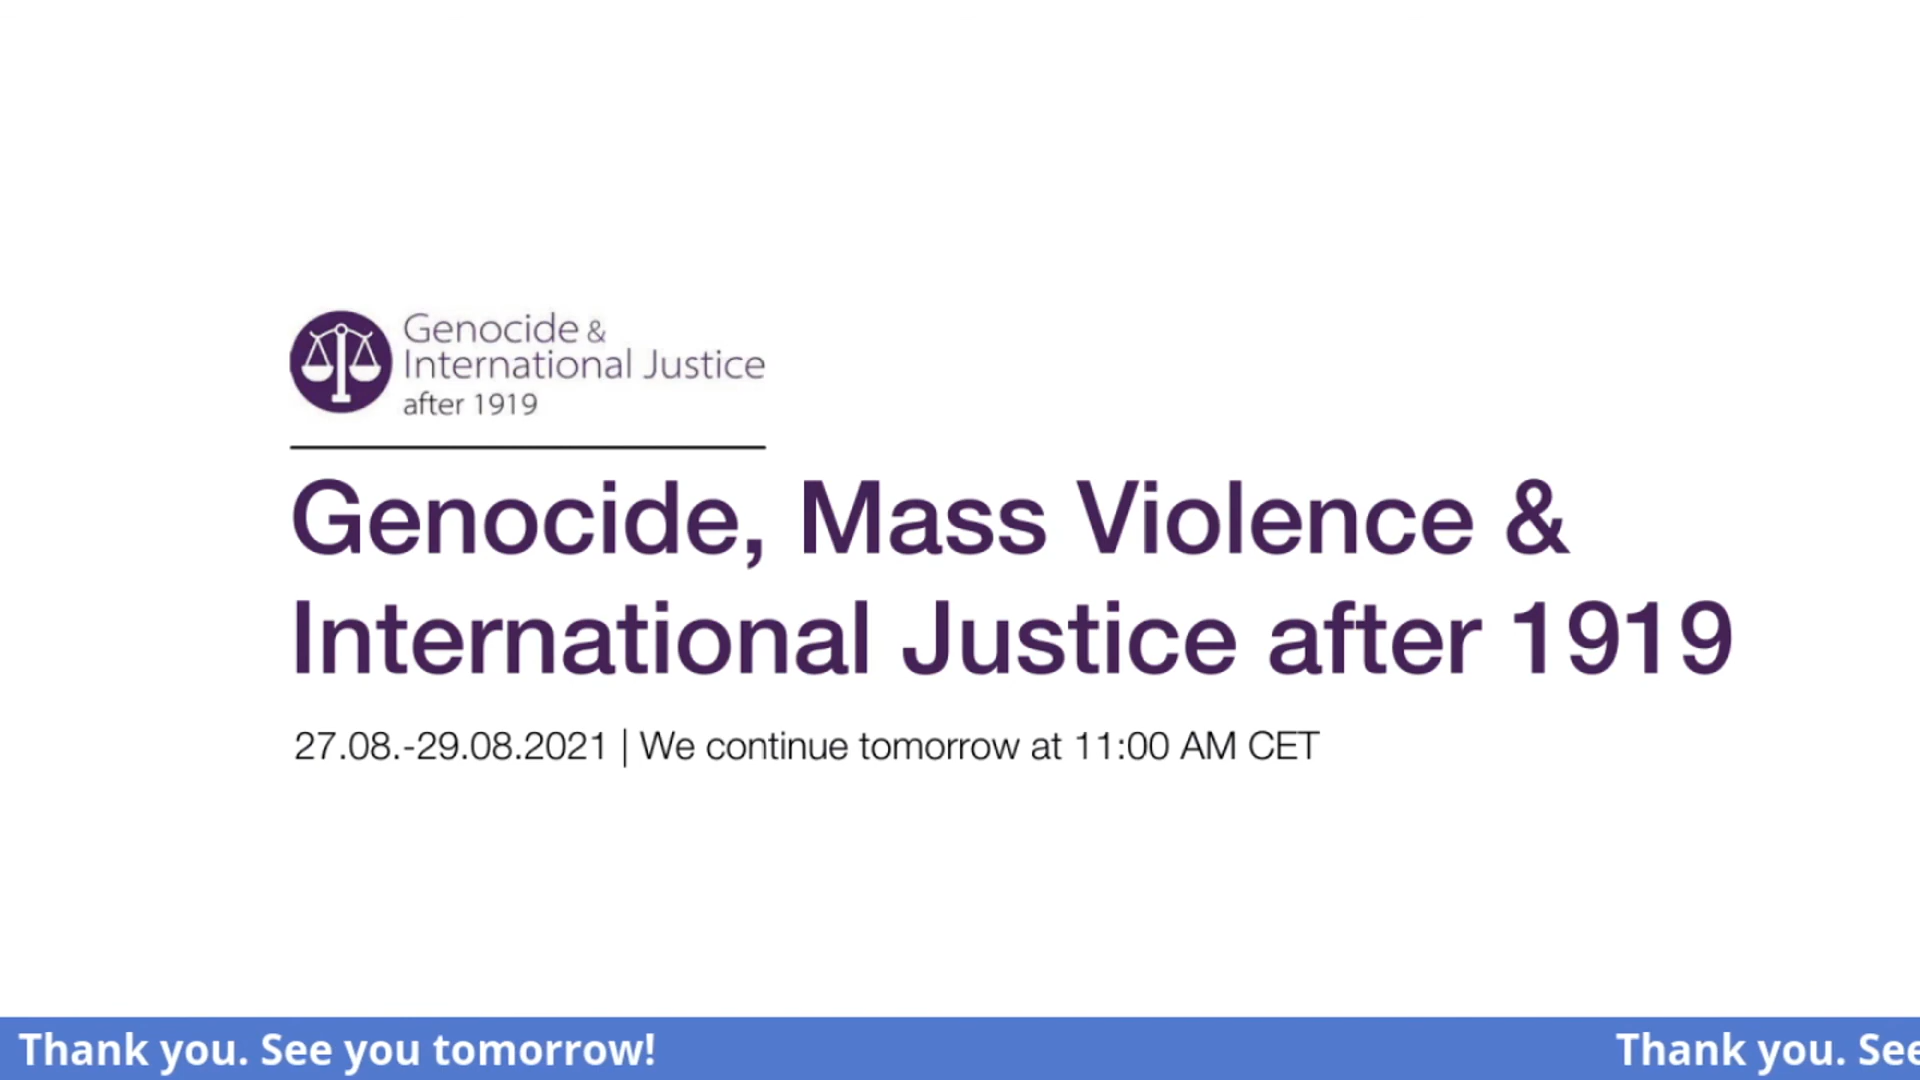 Genocide &
International Justice
after 1919
Genocide, Mass Violence &
International Justice after 1919
27.08.-29.08.2021 | We continue tomorrow at 11:00 AM CET
Thank you. See you tomorrow! Thank you. See